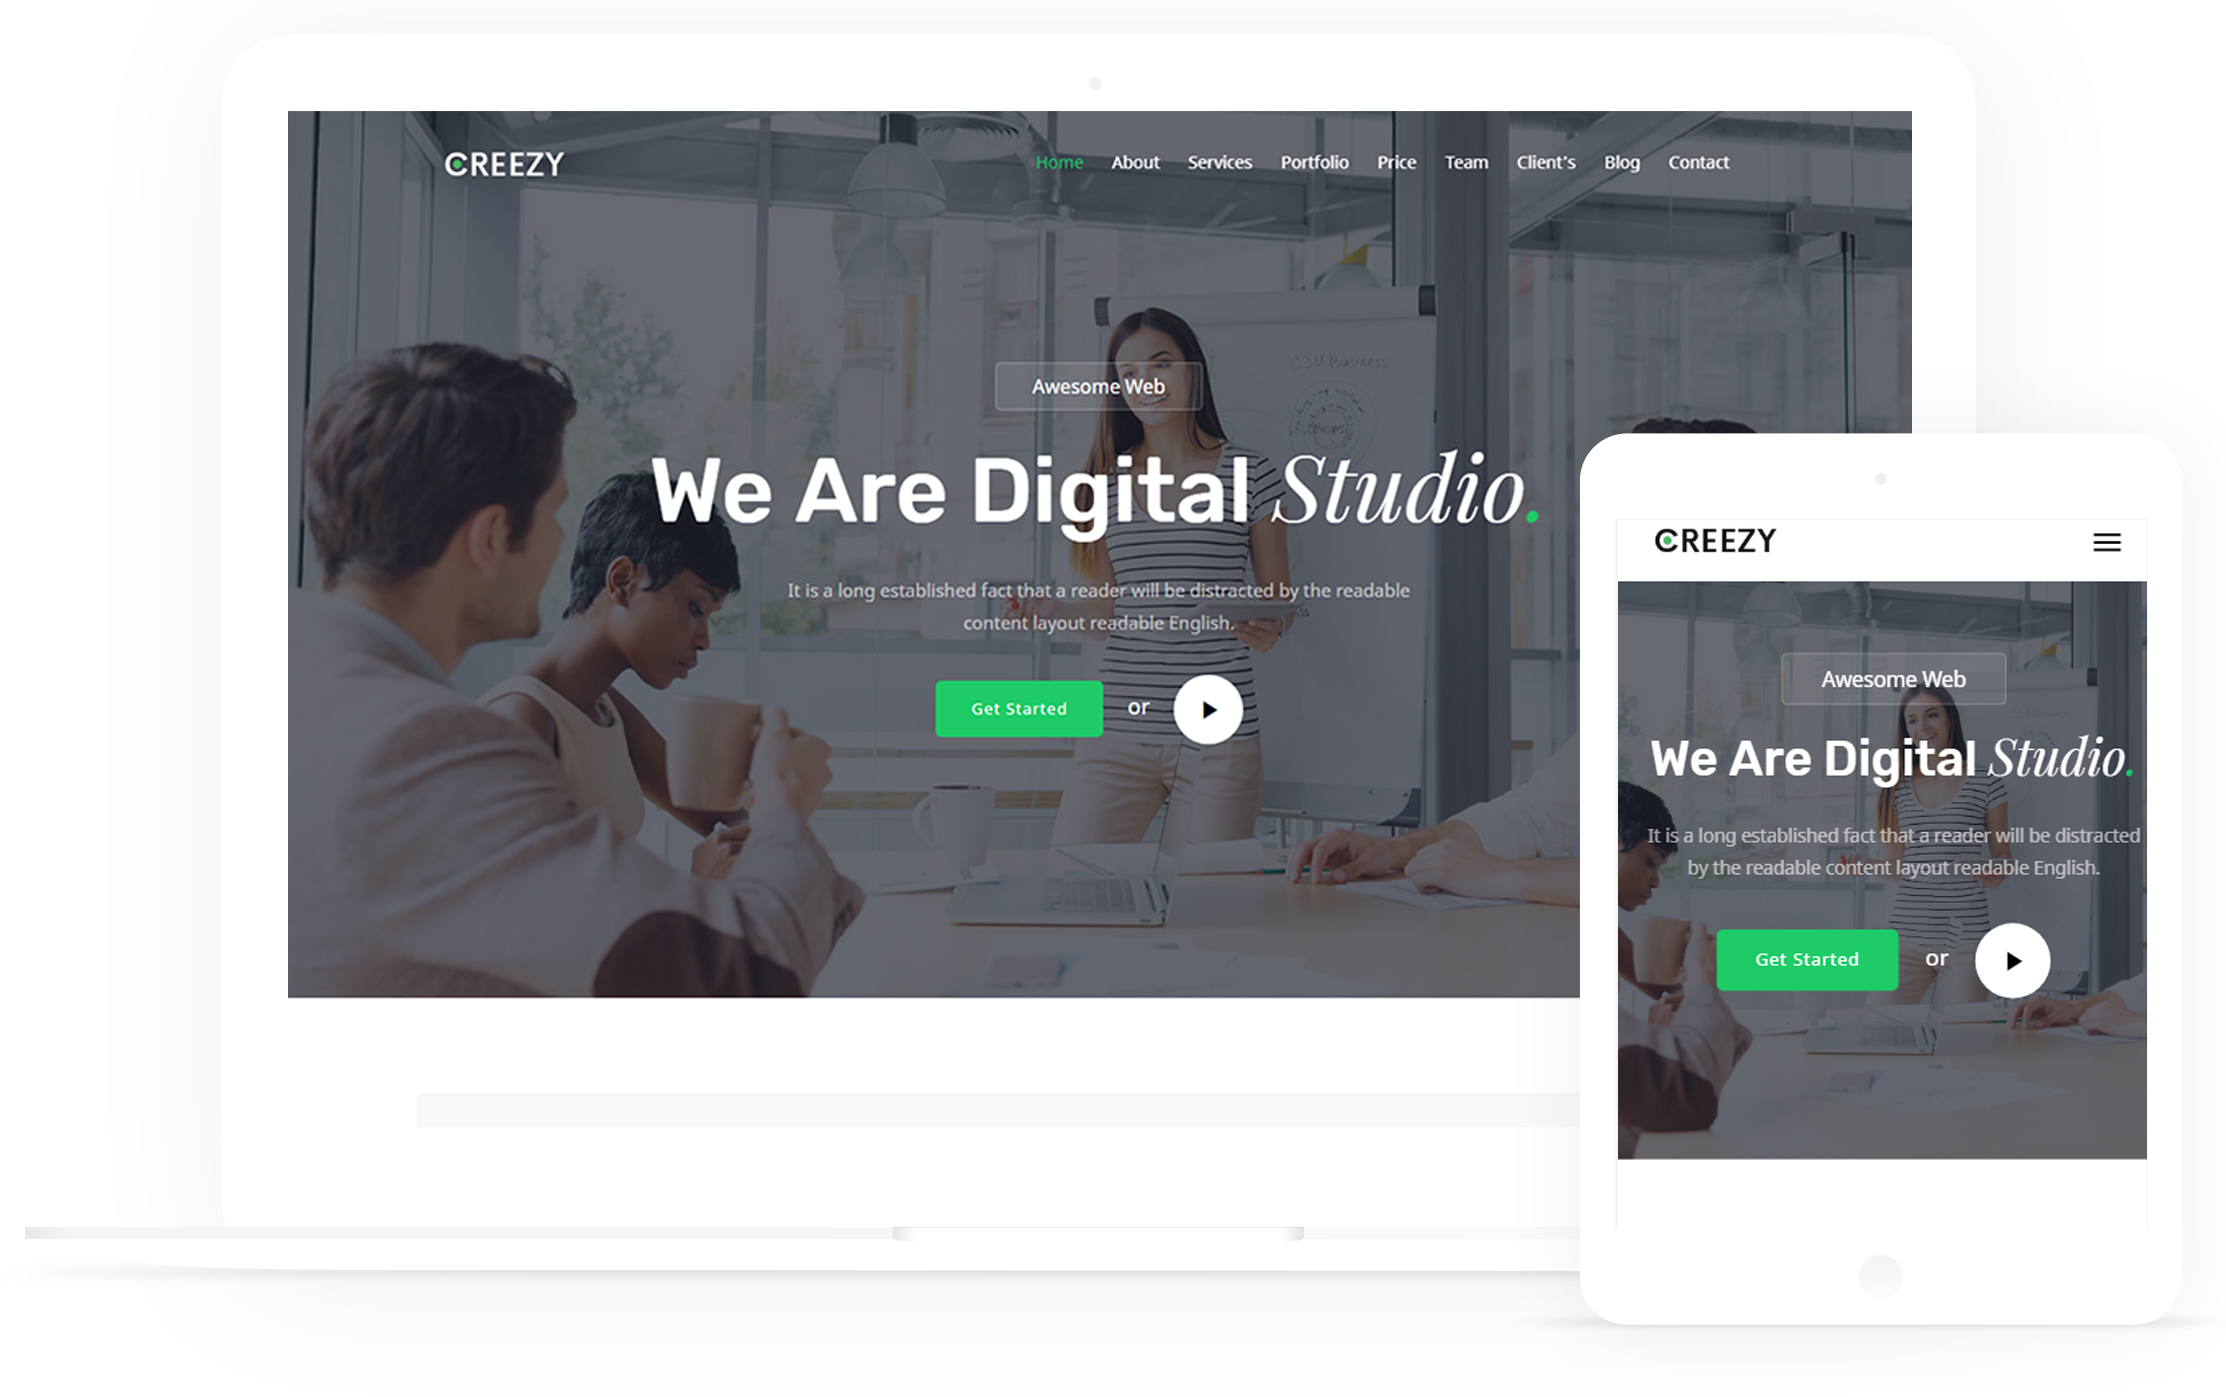 CREEZY
Home About Services Portfolio Price Team Client's Blog Contact
CSU Business
Awesome Web
We Are Digital Studio.
It is a long established fact that a reader will be distracted by the readable
content layout readable English.
Get Started or
CREEZY
Awesome Web
We Are Digital Studio.
It is a long established fact that a reader will be distracted
by the readable content layout readable English.
Get Started or